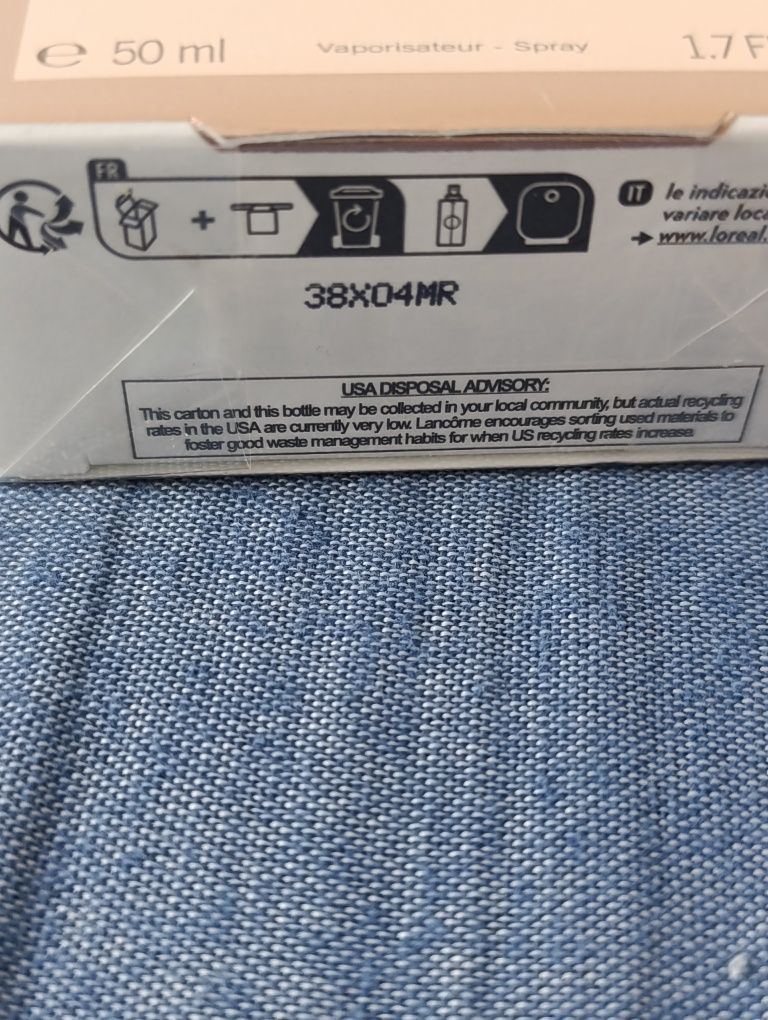 ℮ 50 ml Vaporisateur - Spray 1.7
FR
+
IT le indicazi
variare loca
www.loreal.
38X04MR
USA DISPOSAL ADVISORY:
This carton and this bottle may be collected in your local community, but actual recycling
rates in the USA are currently very low. Lancôme encourages sorting used materials to
foster good waste management habits for when US recycling rates increase.